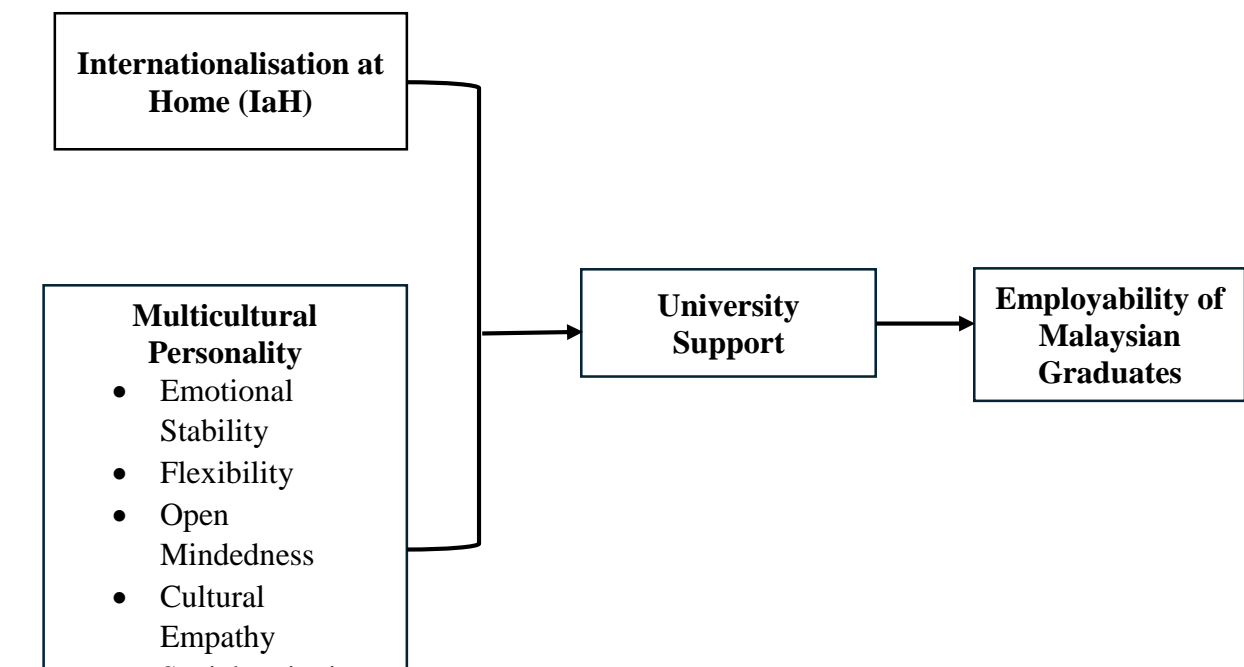 Internationalisation at
Home (IaH)
Multicultural
Personality
• Emotional
Stability
• Flexibility
• Open
Mindedness
• Cultural
Empathy
University
Support
Employability of
Malaysian
Graduates